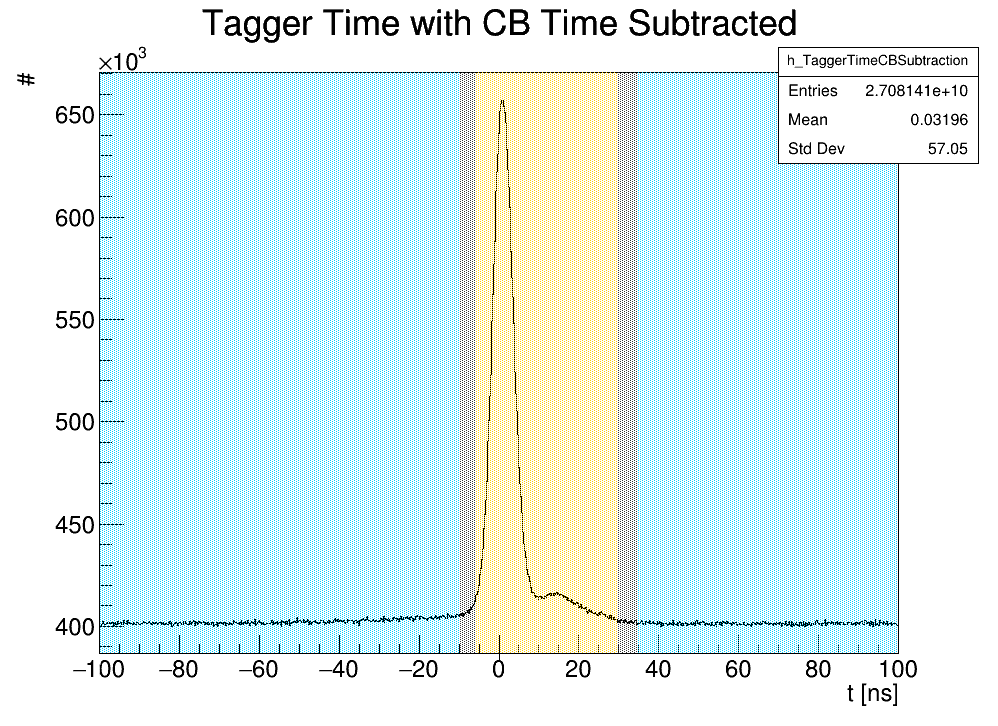 Tagger Time with CB Time Subtracted
×10³
#
h_TaggerTimeCBSubtraction
Entries 2.708141e+10
Mean 0.03196
Std Dev 57.05
650
600
550
500
450
400
−100 −80 −60 −40 −20 0 20 40 60 80 100
t [ns]